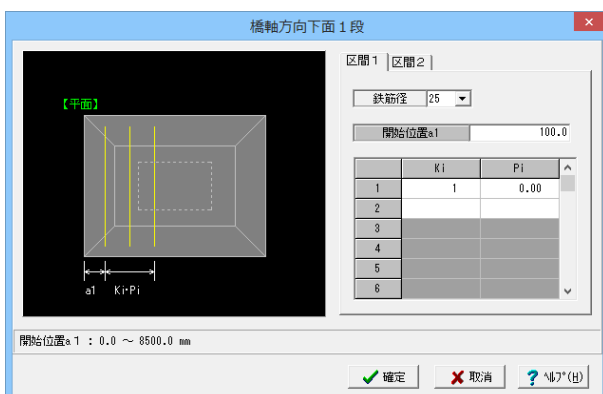 橋軸方向下面１段
×
区間１ 区間２
【平面】
鉄筋径 25
開始位置a1 100.0
Ki Pi
1 1 0.00
2
3
4
5
6
a1 Ki・Pi
開始位置a１ : 0.0 ～ 8500.0 mm
確定 取消 ? ﾍﾙﾌﾟ(H)